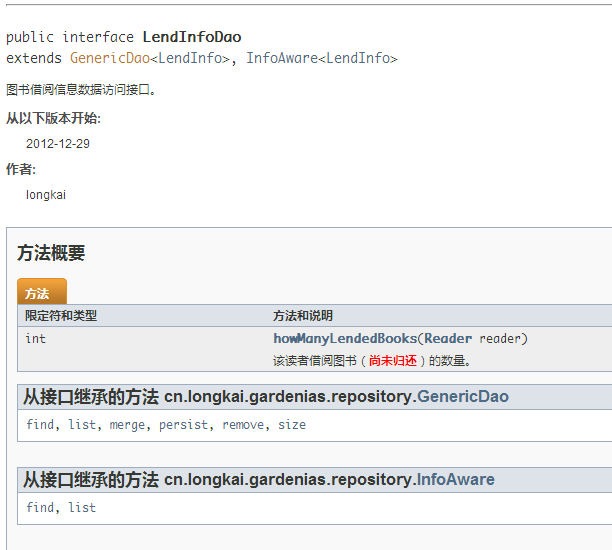 public interface LendInfoDao
extends GenericDao<LendInfo>, InfoAware<LendInfo>
图书借阅信息数据访问接口。
从以下版本开始:
2012-12-29
作者:
longkai
方法概要
方法
限定符和类型 方法和说明
int howManyLendedBooks(Reader reader)
该读者借阅图书（尚未归还）的数量。
从接口继承的方法 cn.longkai.gardenias.repository.GenericDao
find, list, merge, persist, remove, size
从接口继承的方法 cn.longkai.gardenias.repository.InfoAware
find, list